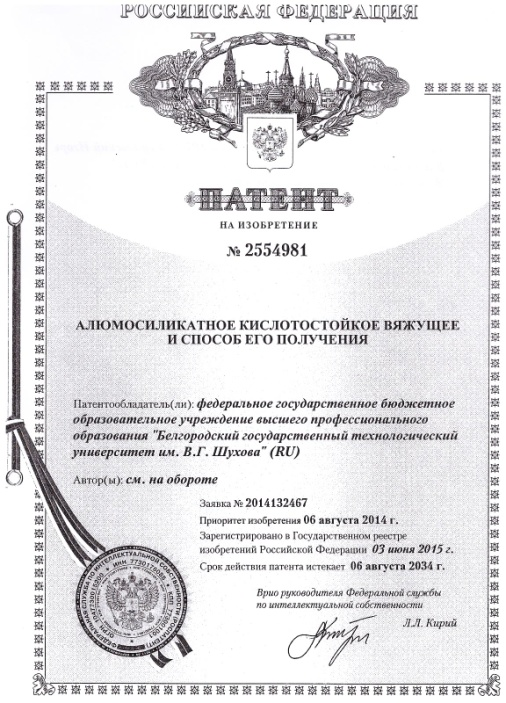 РОССИЙСКАЯ ФЕДЕРАЦИЯ
ПАТЕНТ
НА ИЗОБРЕТЕНИЕ
№ 2554981
АЛЮМОСИЛИКАТНОЕ КИСЛОТОСТОЙКОЕ ВЯЖУЩЕЕ
И СПОСОБ ЕГО ПОЛУЧЕНИЯ
Патентообладатель(ли): федеральное государственное бюджетное
образовательное учреждение высшего профессионального
образования "Белгородский государственный технологический
университет им. В.Г. Шухова" (RU)
Автор(ы): см. на обороте
Заявка № 2014132467
Приоритет изобретения 06 августа 2014 г.
Зарегистрировано в Государственном реестре
изобретений Российской Федерации 03 июня 2015 г.
Срок действия патента истекает 06 августа 2034 г.
Врио руководителя Федеральной службы
по интеллектуальной собственности
Л.Л. Кирий